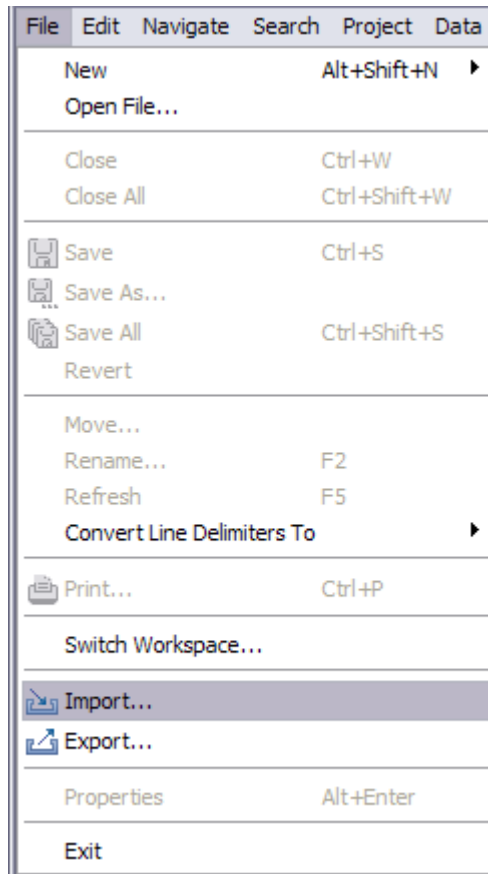 File Edit Navigate Search Project Data
New Alt+Shift+N
Open File...
Close Ctrl+W
Close All Ctrl+Shift+W
Save Ctrl+S
Save As...
Save All Ctrl+Shift+S
Revert
Move...
Rename... F2
Refresh F5
Convert Line Delimiters To
Print... Ctrl+P
Switch Workspace...
Import...
Export...
Properties Alt+Enter
Exit